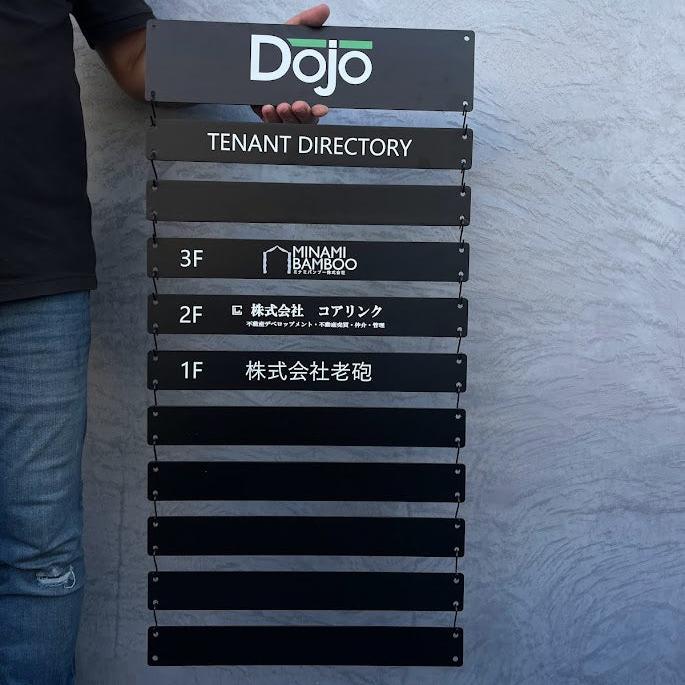 Dojo
TENANT DIRECTORY
3F MINAMI
BAMBOO
ミナミバンブー株式会社
2F 株式会社 コアリンク
不動産デベロップメント・不動産売買・仲介・管理
1F 株式会社老砲